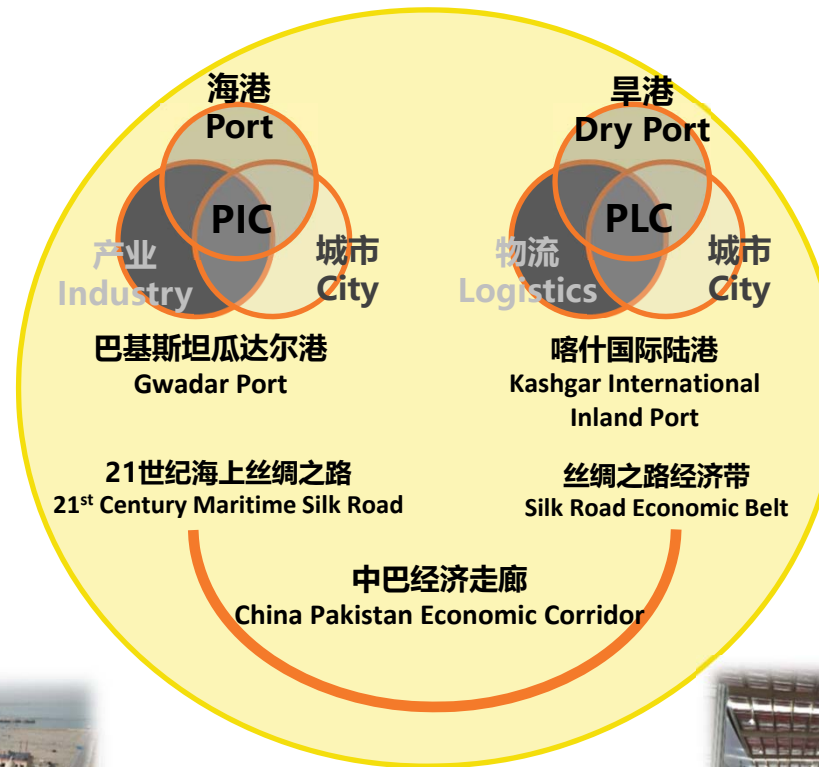 海港
Port
PIC
产业
Industry
城市
City
巴基斯坦瓜达尔港
Gwadar Port
21世纪海上丝绸之路
21st Century Maritime Silk Road
旱港
Dry Port
PLC
物流
Logistics
城市
City
喀什国际陆港
Kashgar International
Inland Port
丝绸之路经济带
Silk Road Economic Belt
中巴经济走廊
China Pakistan Economic Corridor